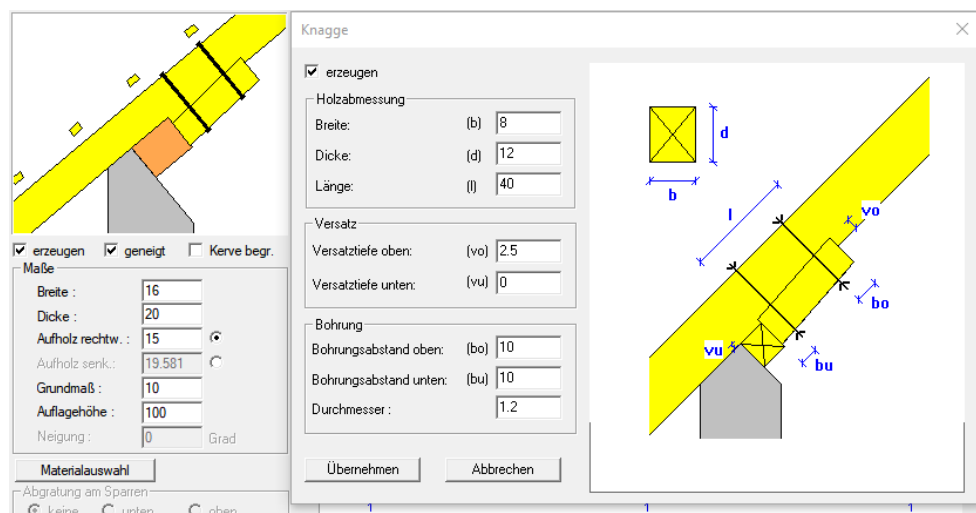 erzeugen geneigt Kerve begr.
Maße
Breite : 16
Dicke : 20
Aufholz rechtw. : 15
Aufholz senk.: 19.581
Grundmaß : 10
Auflagehöhe : 100
Neigung : 0 Grad
Materialauswahl
Abgratung am Sparren
keine unten oben
Knagge
erzeugen
Holzabmessung
Breite: (b) 8
Dicke: (d) 12
Länge: (l) 40
Versatz
Versatztiefe oben: (vo) 2.5
Versatztiefe unten: (vu) 0
Bohrung
Bohrungsabstand oben: (bo) 10
Bohrungsabstand unten: (bu) 10
Durchmesser : 1.2
Übernehmen Abbrechen
d
b
l
vo
bo
vu
bu
1 1 1